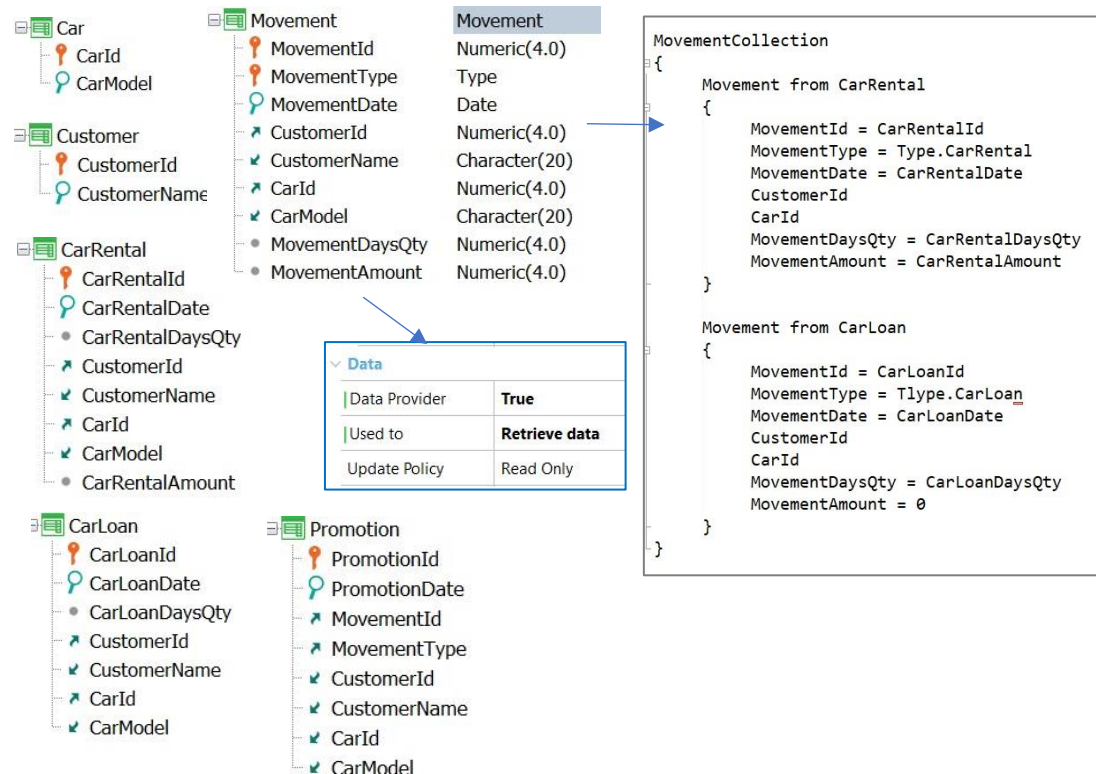 Car
CarId
CarModel
Customer
CustomerId
CustomerName
CarRental
CarRentalId
CarRentalDate
CarRentalDaysQty
CustomerId
CustomerName
CarId
CarModel
CarRentalAmount
CarLoan
CarLoanId
CarLoanDate
CarLoanDaysQty
CustomerId
CustomerName
CarId
CarModel
Movement Movement
MovementId Numeric(4.0)
MovementType Type
MovementDate Date
CustomerId Numeric(4.0)
CustomerName Character(20)
CarId Numeric(4.0)
CarModel Character(20)
MovementDaysQty Numeric(4.0)
MovementAmount Numeric(4.0)
Data
Data Provider True
Used to Retrieve data
Update Policy Read Only
Promotion
PromotionId
PromotionDate
MovementId
MovementType
CustomerId
CustomerName
CarId
CarModel
MovementCollection
{
Movement from CarRental
{
MovementId = CarRentalId
MovementType = Type.CarRental
MovementDate = CarRentalDate
CustomerId
CarId
MovementDaysQty = CarRentalDaysQty
MovementAmount = CarRentalAmount
}
Movement from CarLoan
{
MovementId = CarLoanId
MovementType = Tlype.CarLoan
MovementDate = CarLoanDate
CustomerId
CarId
MovementDaysQty = CarLoanDaysQty
MovementAmount = 0
}
}